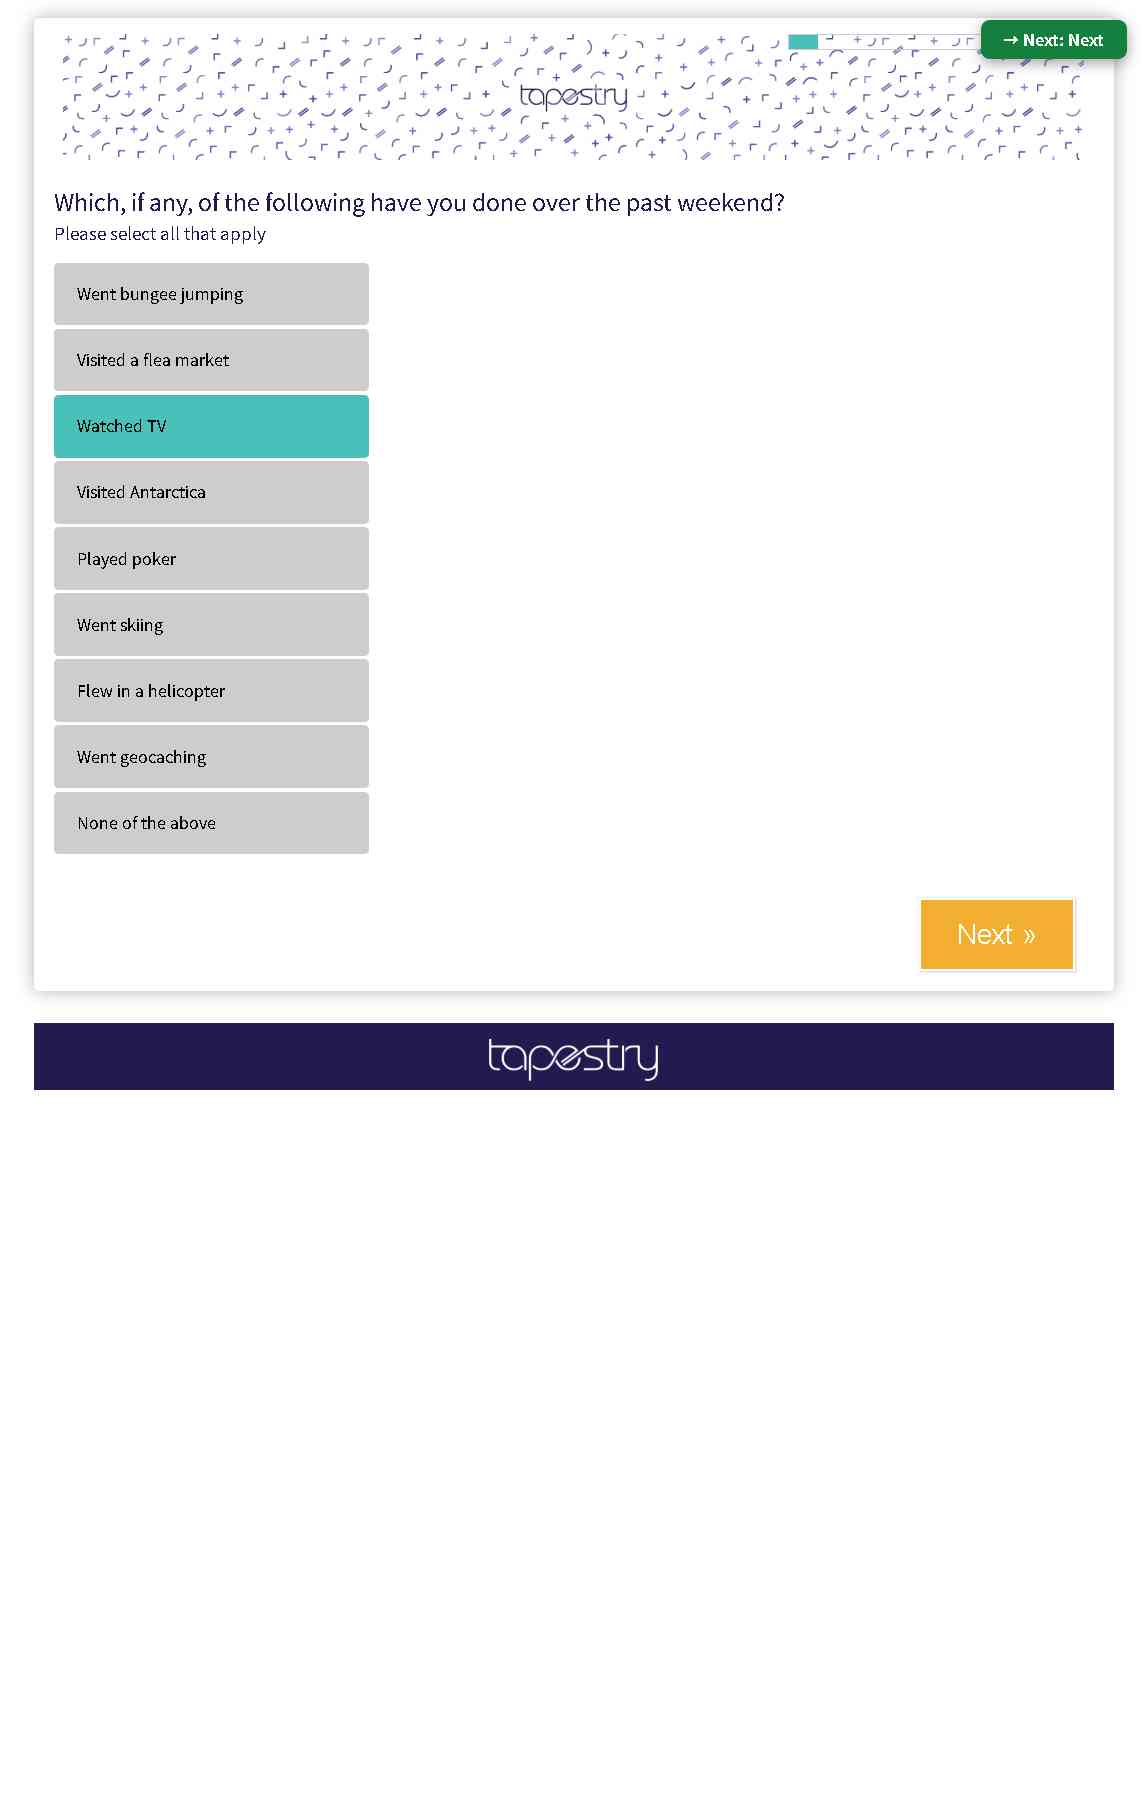 → Next: Next
tapestry
Which, if any, of the following have you done over the past weekend?
Please select all that apply
Went bungee jumping
Visited a flea market
Watched TV
Visited Antarctica
Played poker
Went skiing
Flew in a helicopter
Went geocaching
None of the above
Next »
tapestry